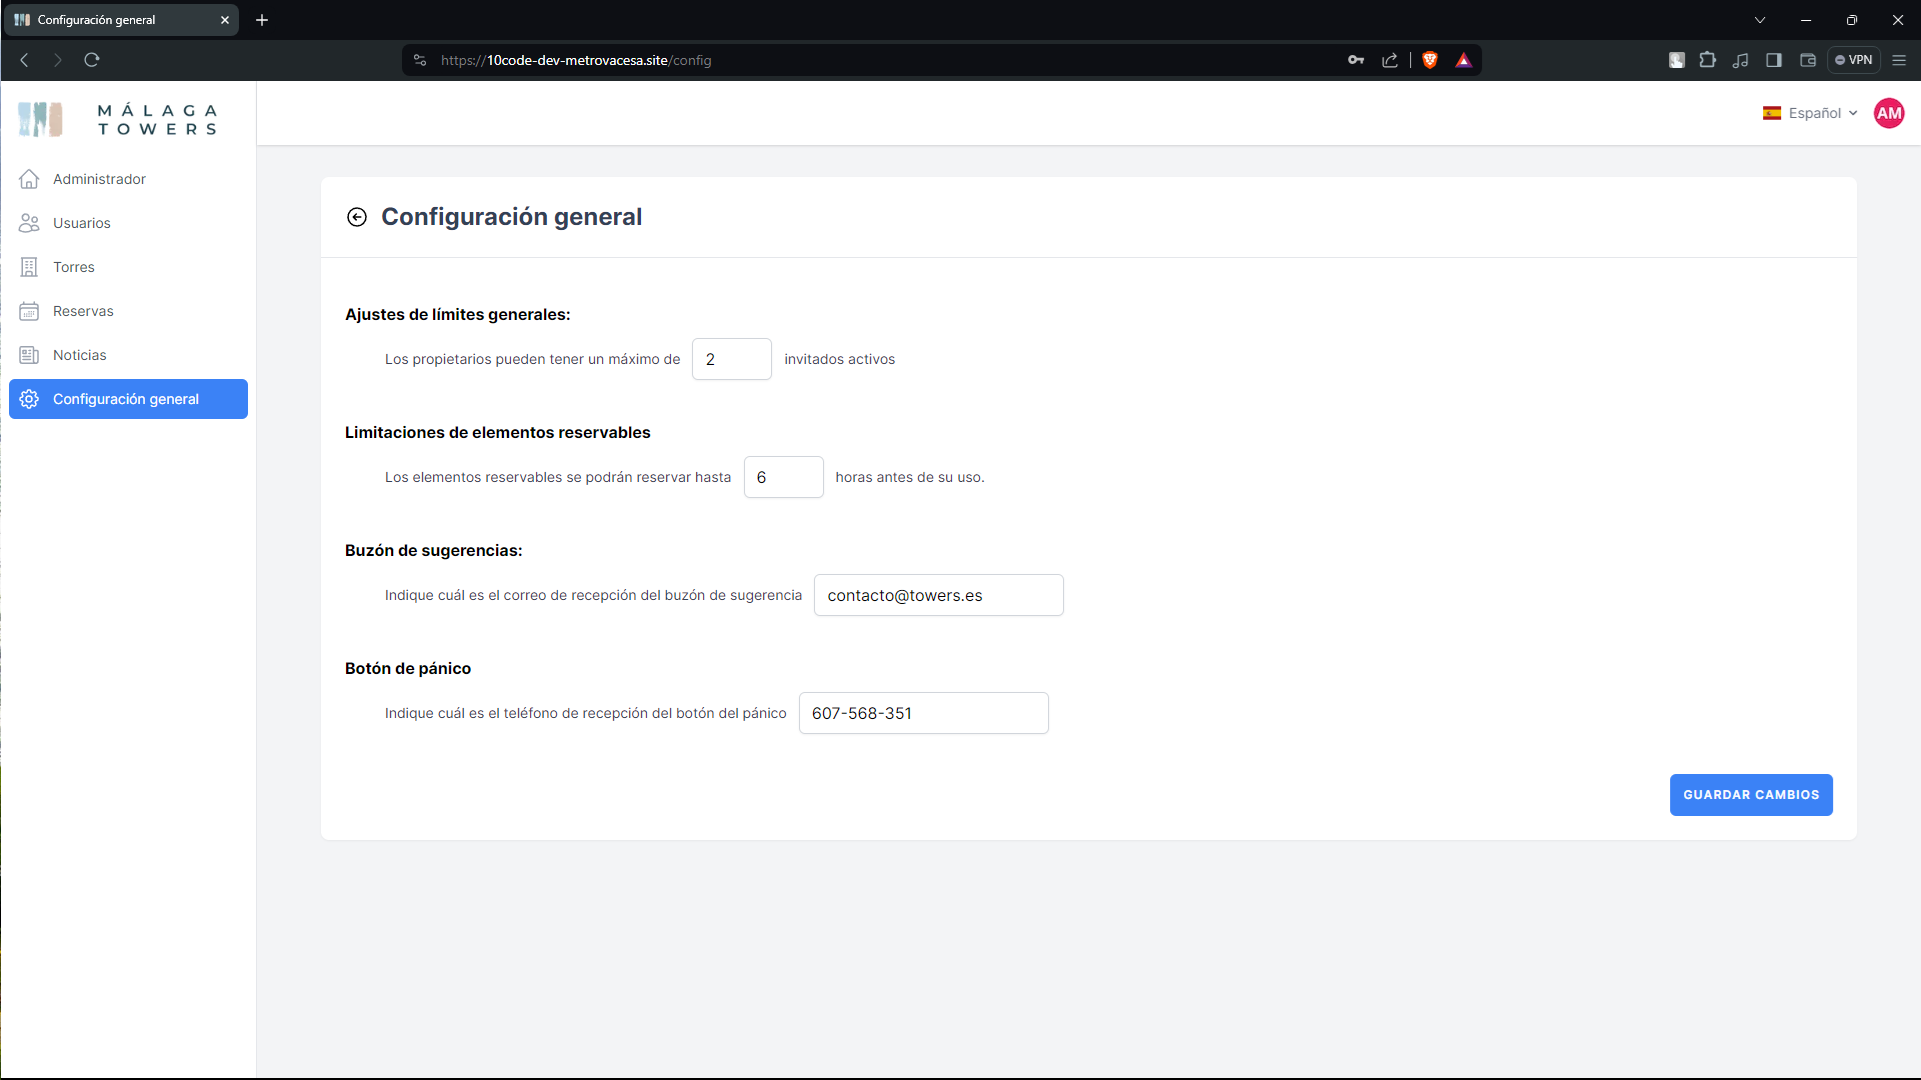 Configuración general
https://10code-dev-metrovacesa.site/config
VPN
MÁLAGA
TOWERS
Español
AM
Administrador
Usuarios
Torres
Reservas
Noticias
Configuración general
Configuración general
Ajustes de límites generales:
Los propietarios pueden tener un máximo de 2 invitados activos
Limitaciones de elementos reservables
Los elementos reservables se podrán reservar hasta 6 horas antes de su uso.
Buzón de sugerencias:
Indique cuál es el correo de recepción del buzón de sugerencia contacto@towers.es
Botón de pánico
Indique cuál es el teléfono de recepción del botón del pánico 607-568-351
GUARDAR CAMBIOS